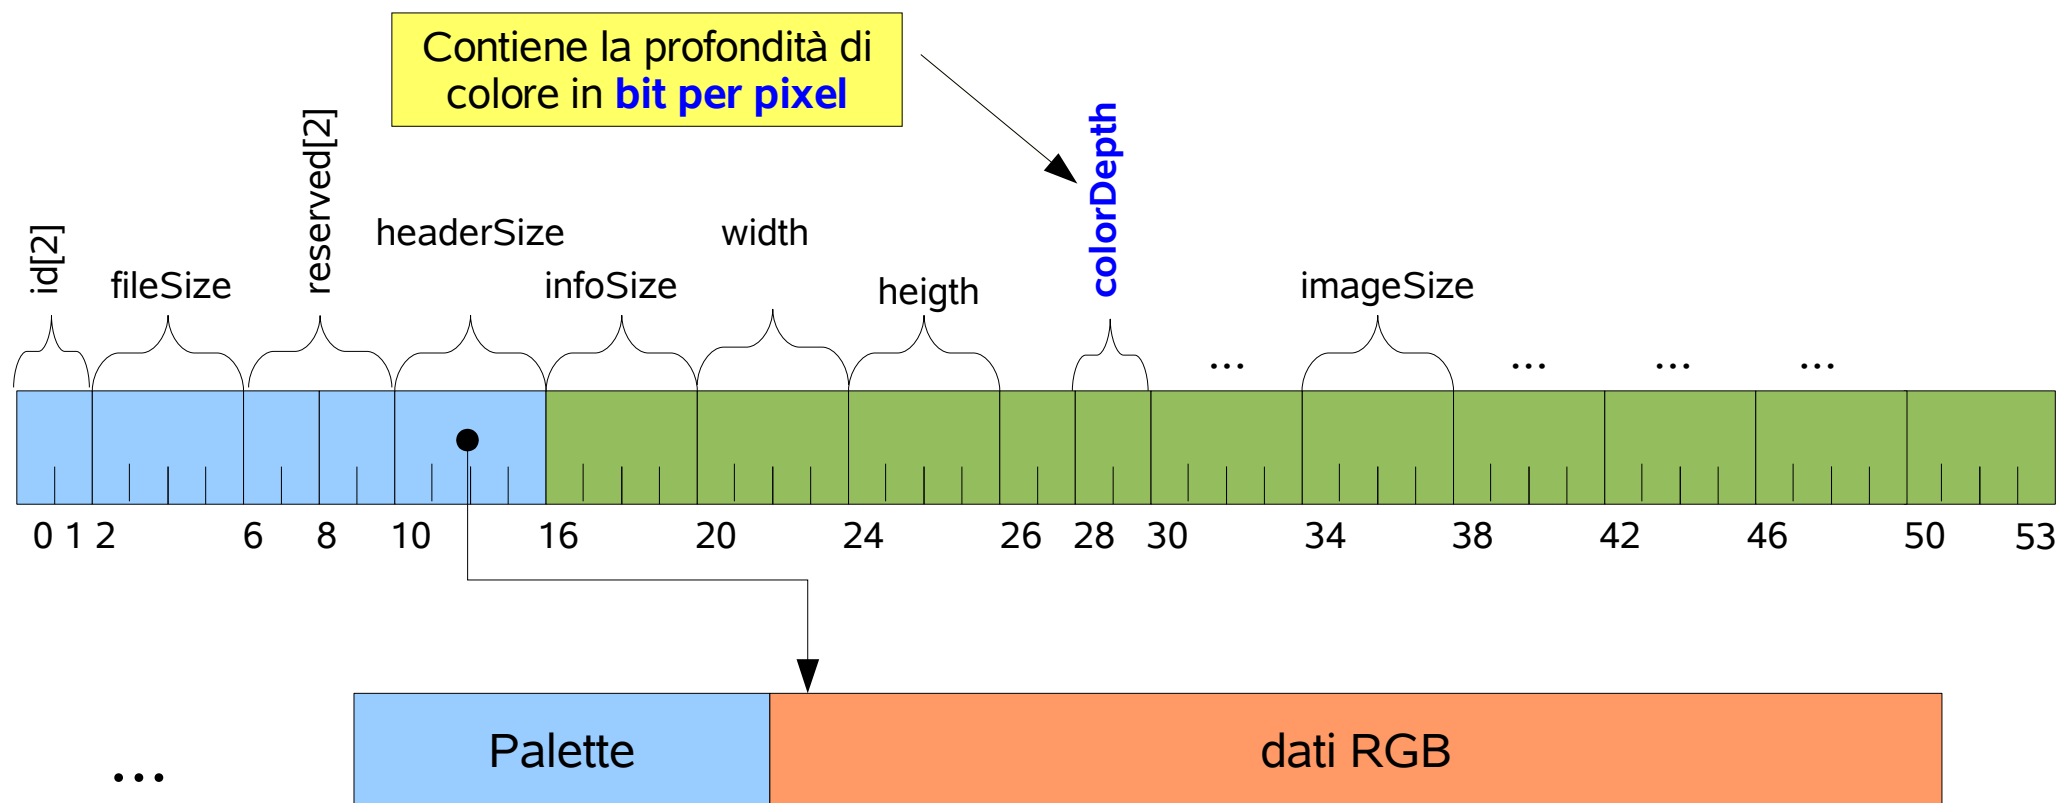 Contiene la profondità di
colore in bit per pixel
id[2]
fileSize
reserved[2]
headerSize
infoSize
width
heigth
colorDepth
...
imageSize
...
...
...
0 1 2 6 8 10 16 20 24 26 28 30 34 38 42 46 50 53
...
Palette
dati RGB